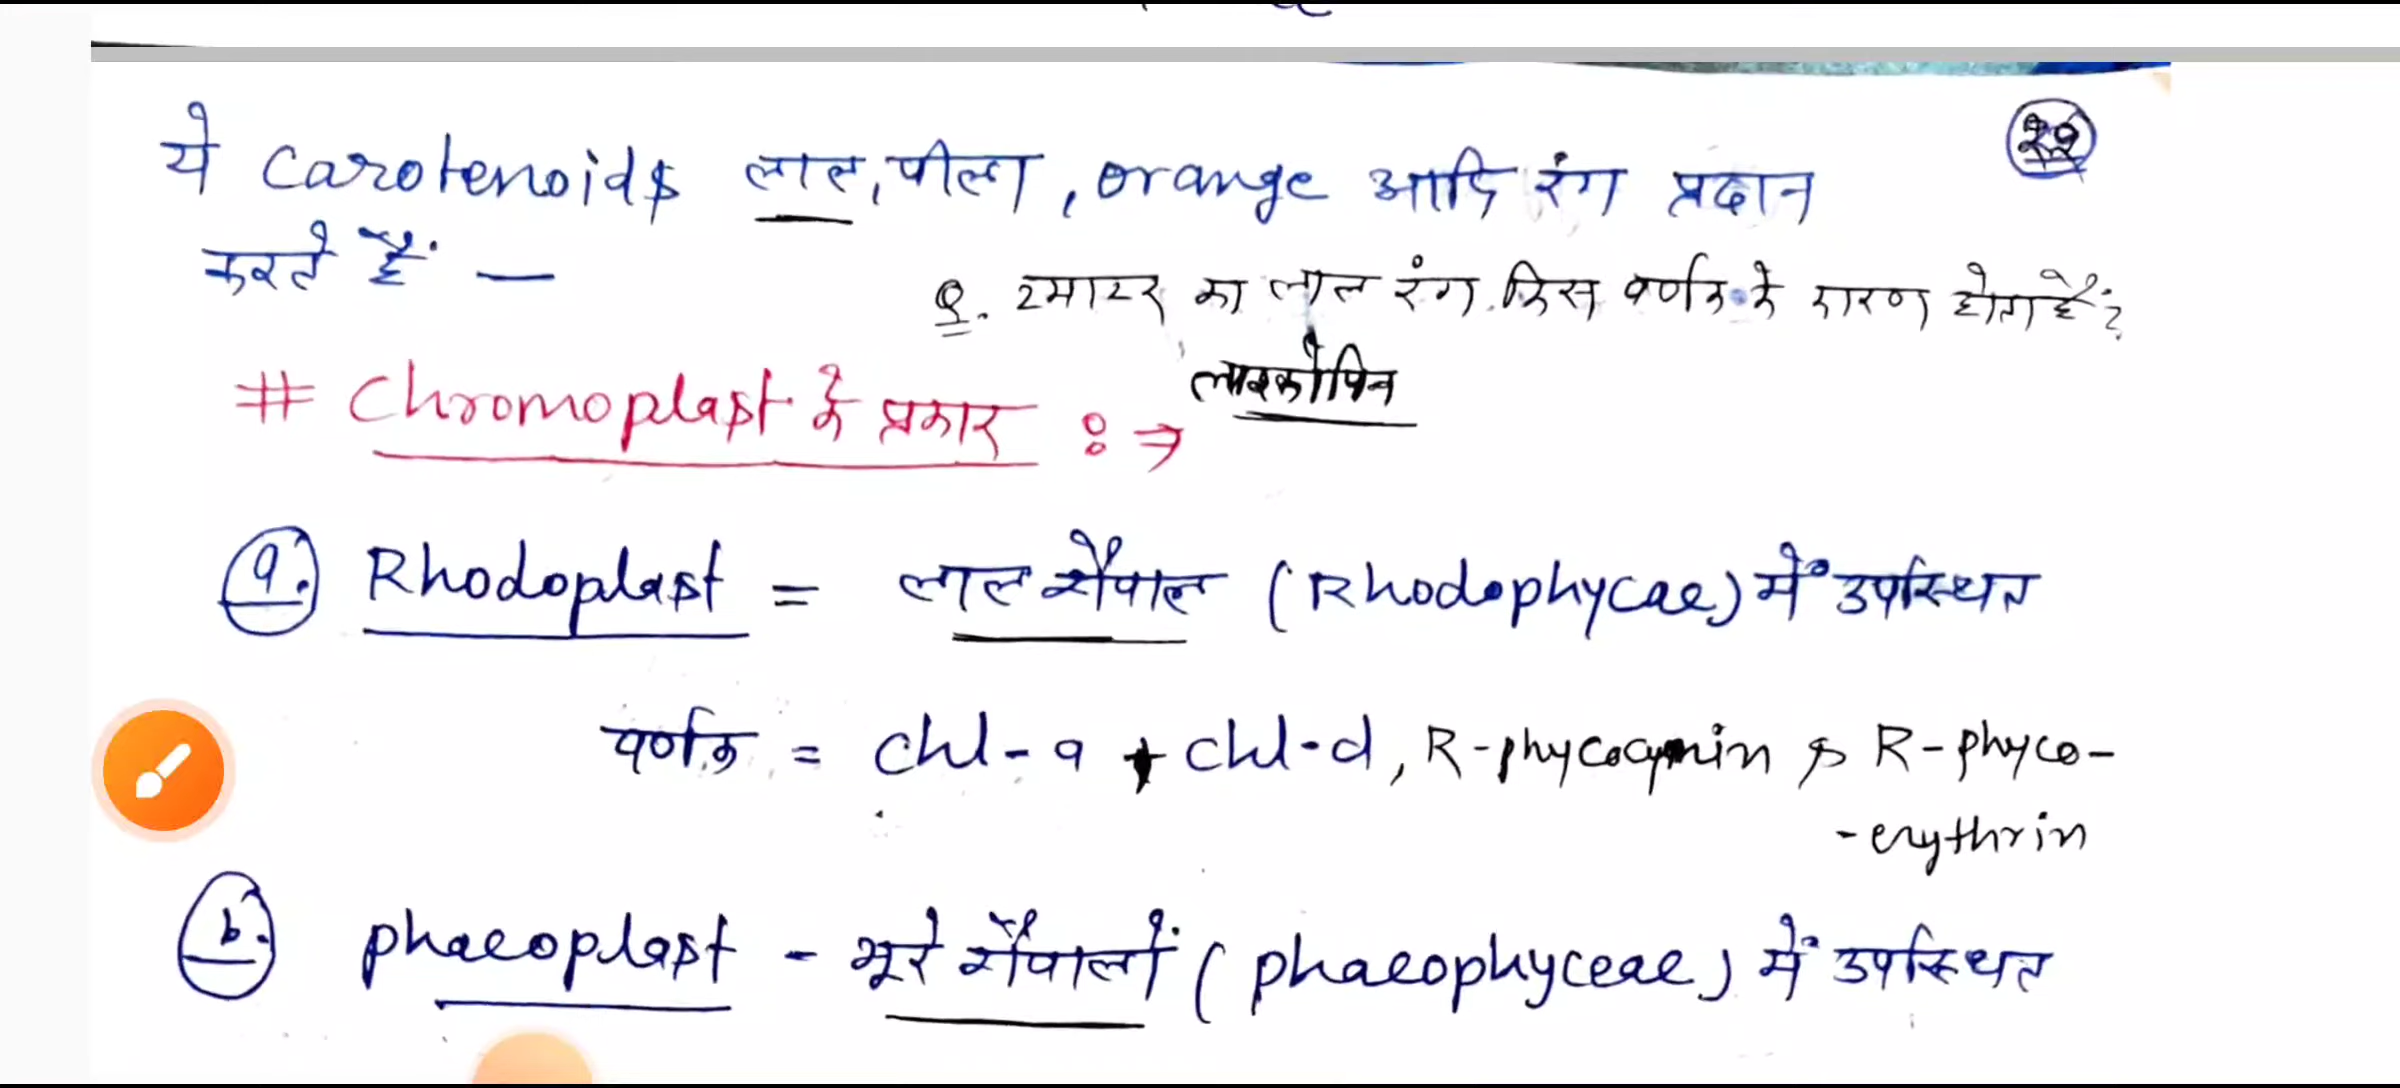 ये Carotenoids लाल, पीला, orange आदि रंग प्रदान
करते हैं —
Q. टमाटर का लाल रंग किस वर्णक के कारण होता है?
लाइकोपिन
# Chromoplast के प्रकार :⇒
a. Rhodoplast = लाल शैवाल (Rhodophycae) में उपस्थित
वर्णक = chl-a + chl-d, R-phycocynin & R-phyco-
-erythrin
b. phaeoplast - भूरे शैवालों (phaeophyceae) में उपस्थित